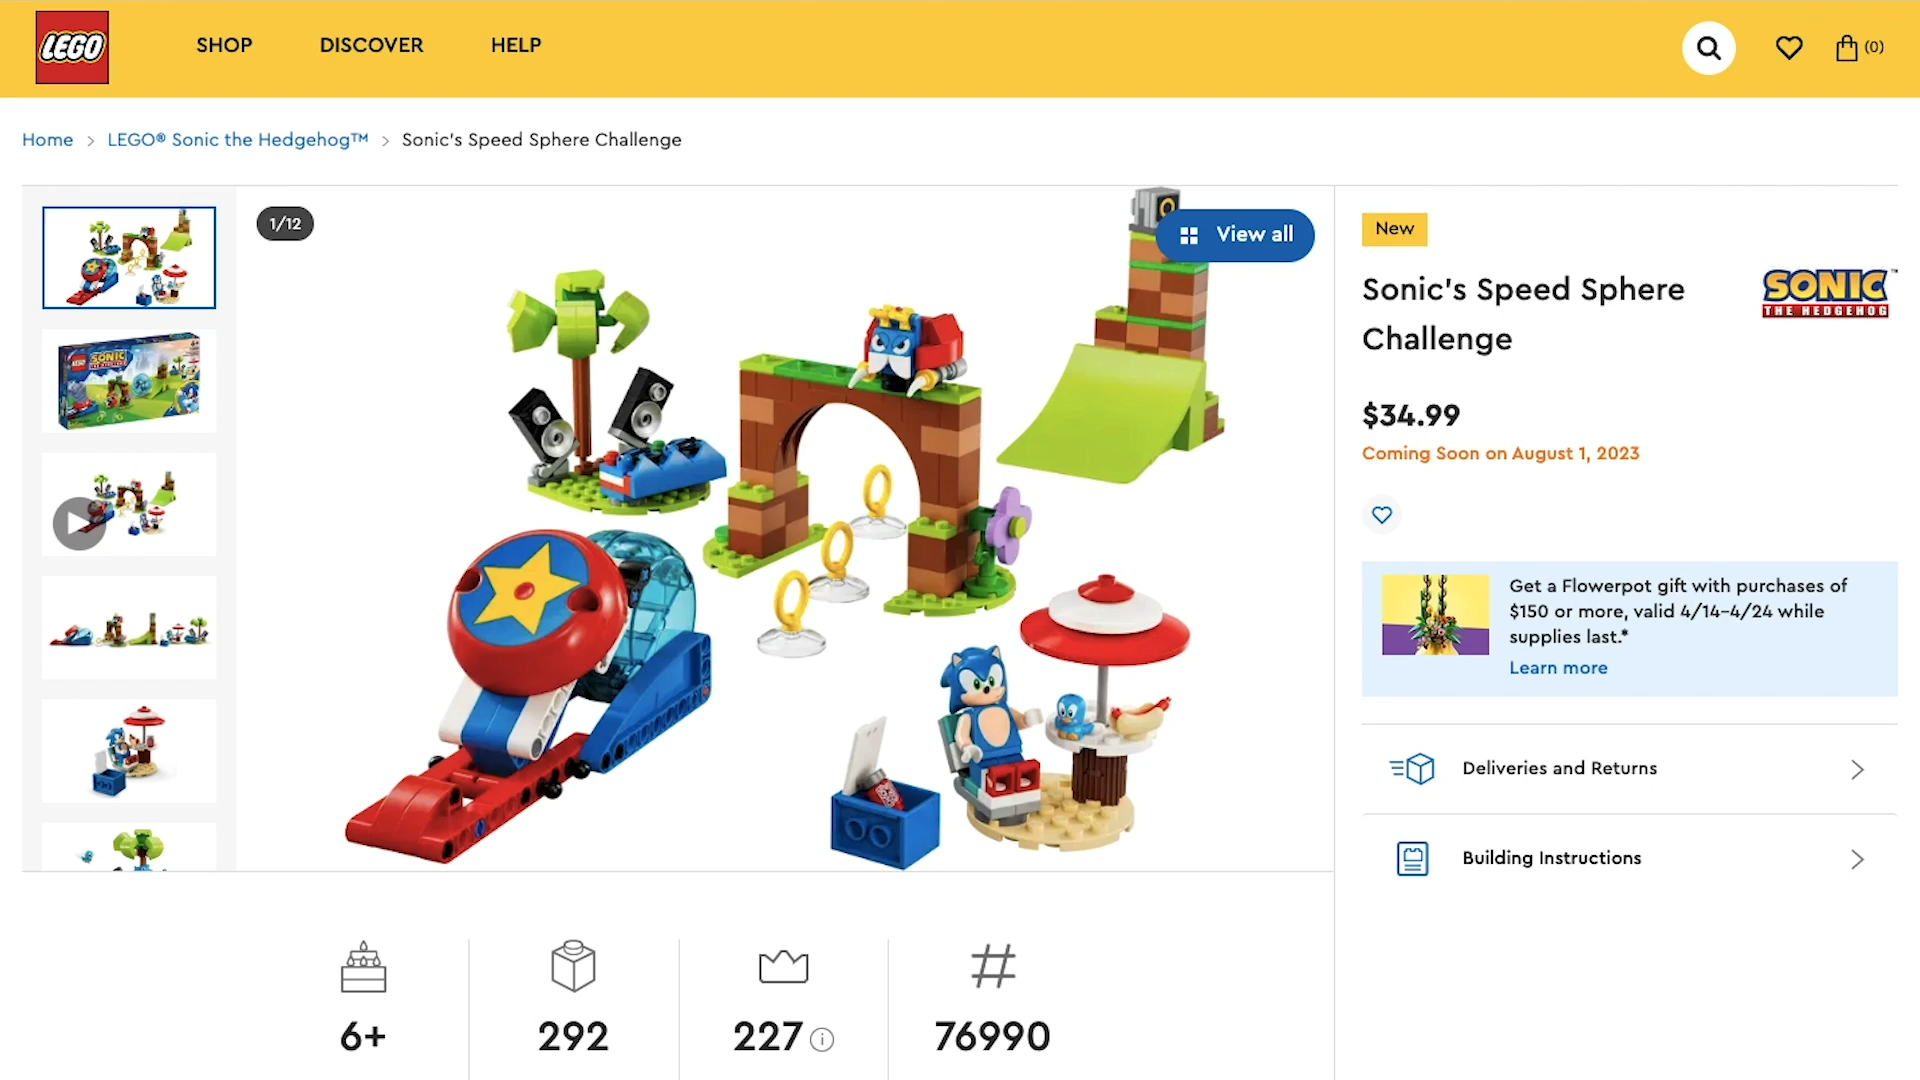 LEGO
SHOP
DISCOVER
HELP
(0)
Home > LEGO® Sonic the Hedgehog™ > Sonic's Speed Sphere Challenge
1/12
View all
New
Sonic's Speed Sphere
Challenge
SONIC™
THE HEDGEHOG
$34.99
Coming Soon on August 1, 2023
Get a Flowerpot gift with purchases of
$150 or more, valid 4/14-4/24 while
supplies last.*
Learn more
Deliveries and Returns
Building Instructions
LEGO
SONIC
6+
292
227
76990